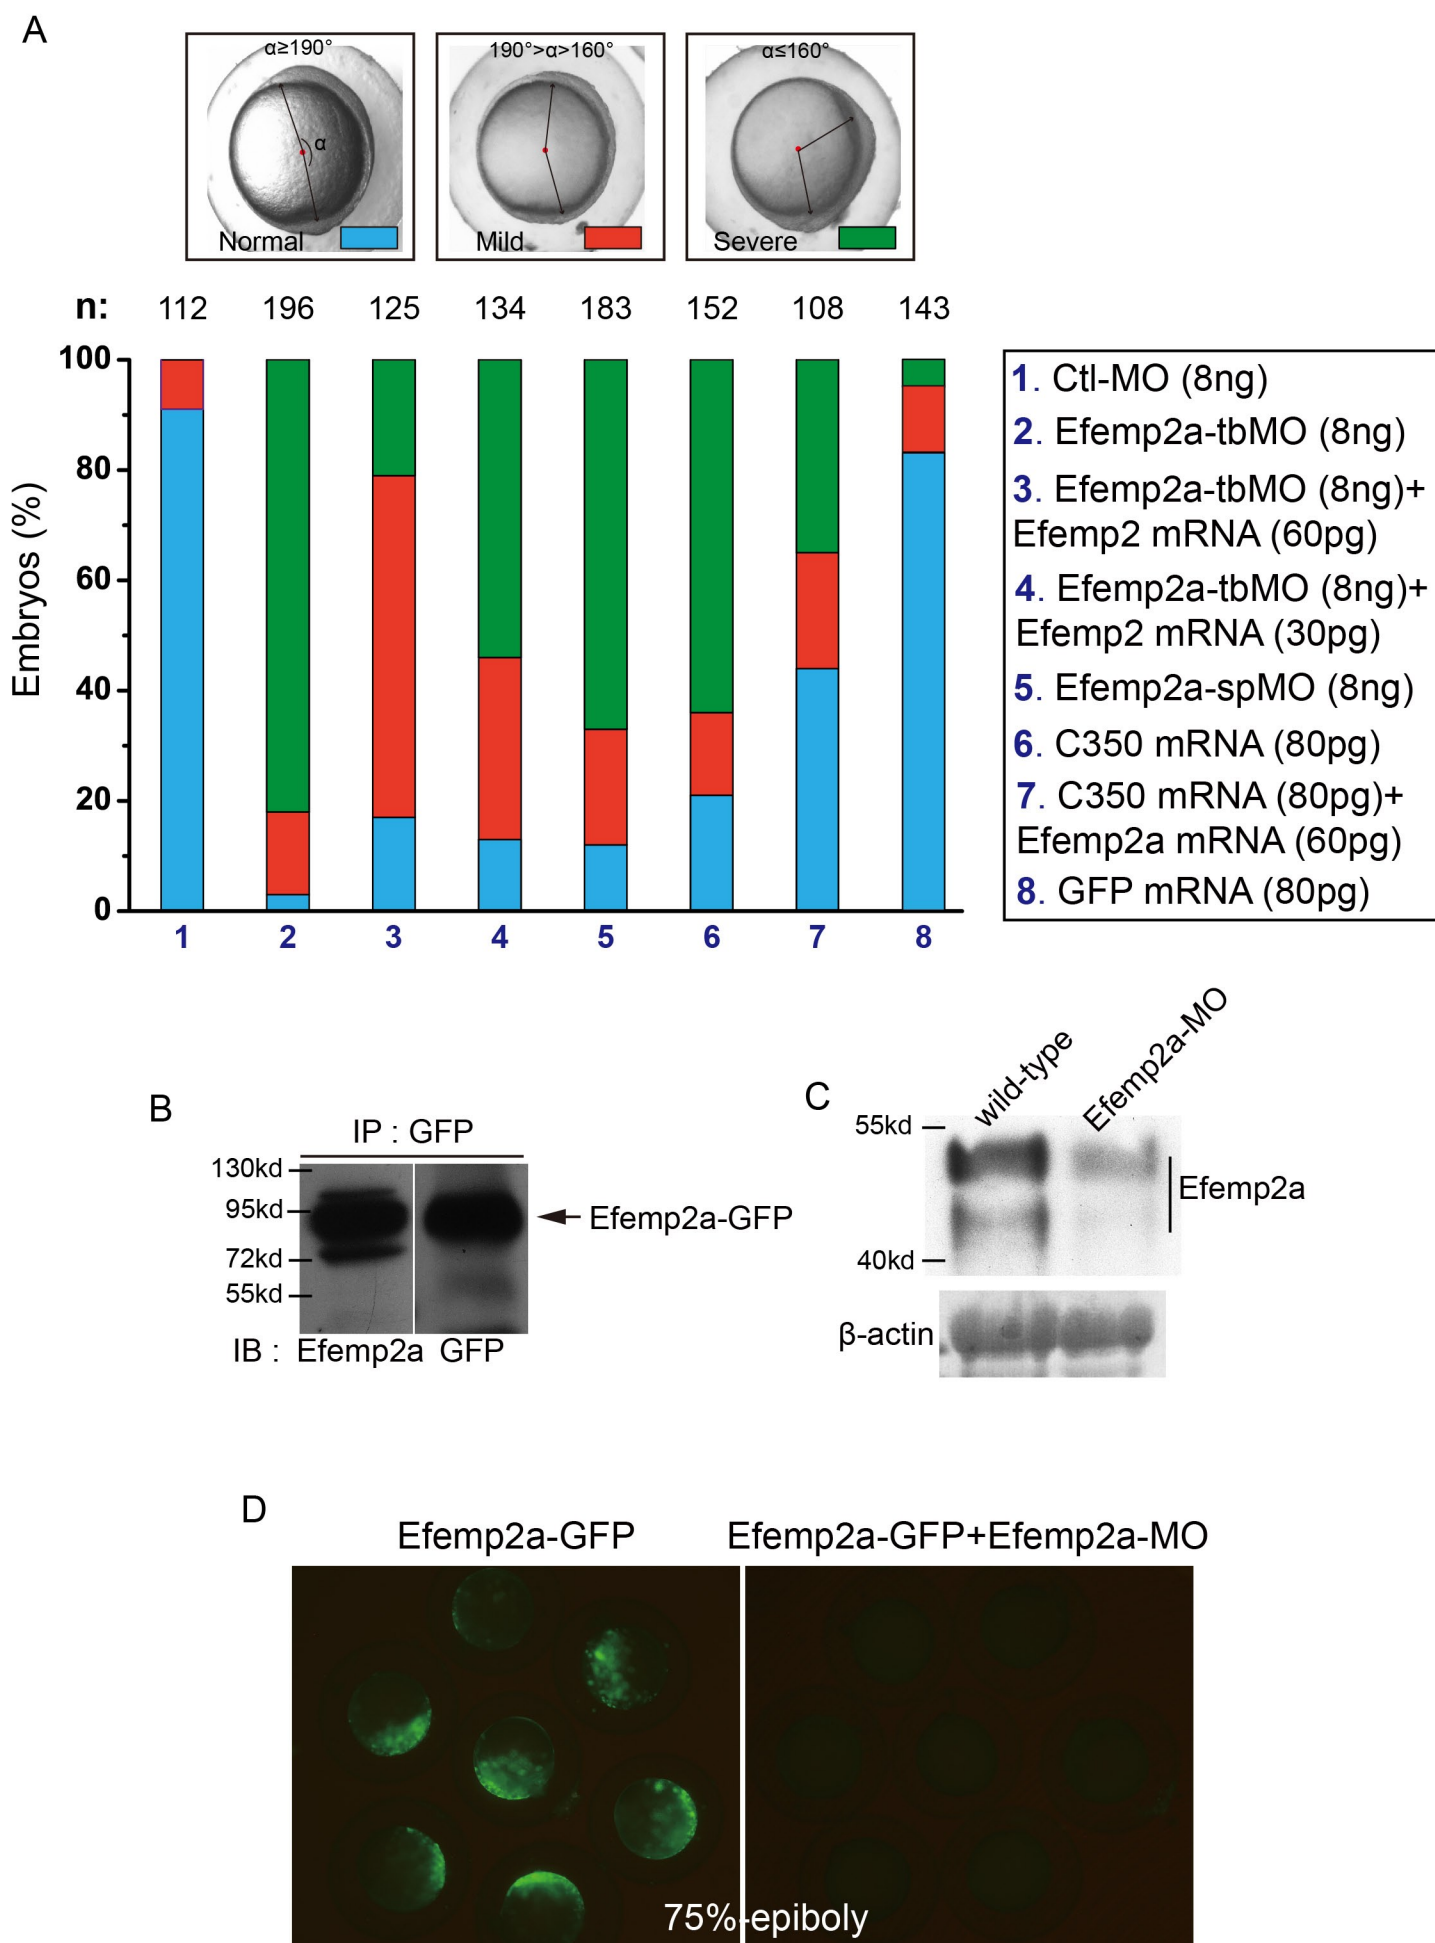 A
α≥190°
190°>α>160°
α≤160°
α
Normal
Mild
Severe
n: 112 196 125 134 183 152 108 143
100
80
60
40
20
0
Embryos (%)
1 2 3 4 5 6 7 8
1. Ctl-MO (8ng)
2. Efemp2a-tbMO (8ng)
3. Efemp2a-tbMO (8ng)+
Efemp2 mRNA (60pg)
4. Efemp2a-tbMO (8ng)+
Efemp2 mRNA (30pg)
5. Efemp2a-spMO (8ng)
6. C350 mRNA (80pg)
7. C350 mRNA (80pg)+
Efemp2a mRNA (60pg)
8. GFP mRNA (80pg)
B
IP : GFP
130kd
95kd
72kd
55kd
Efemp2a-GFP
IB : Efemp2a GFP
C
wild-type
Efemp2a-MO
55kd
40kd
Efemp2a
β-actin
D
Efemp2a-GFP
Efemp2a-GFP+Efemp2a-MO
75%-epiboly